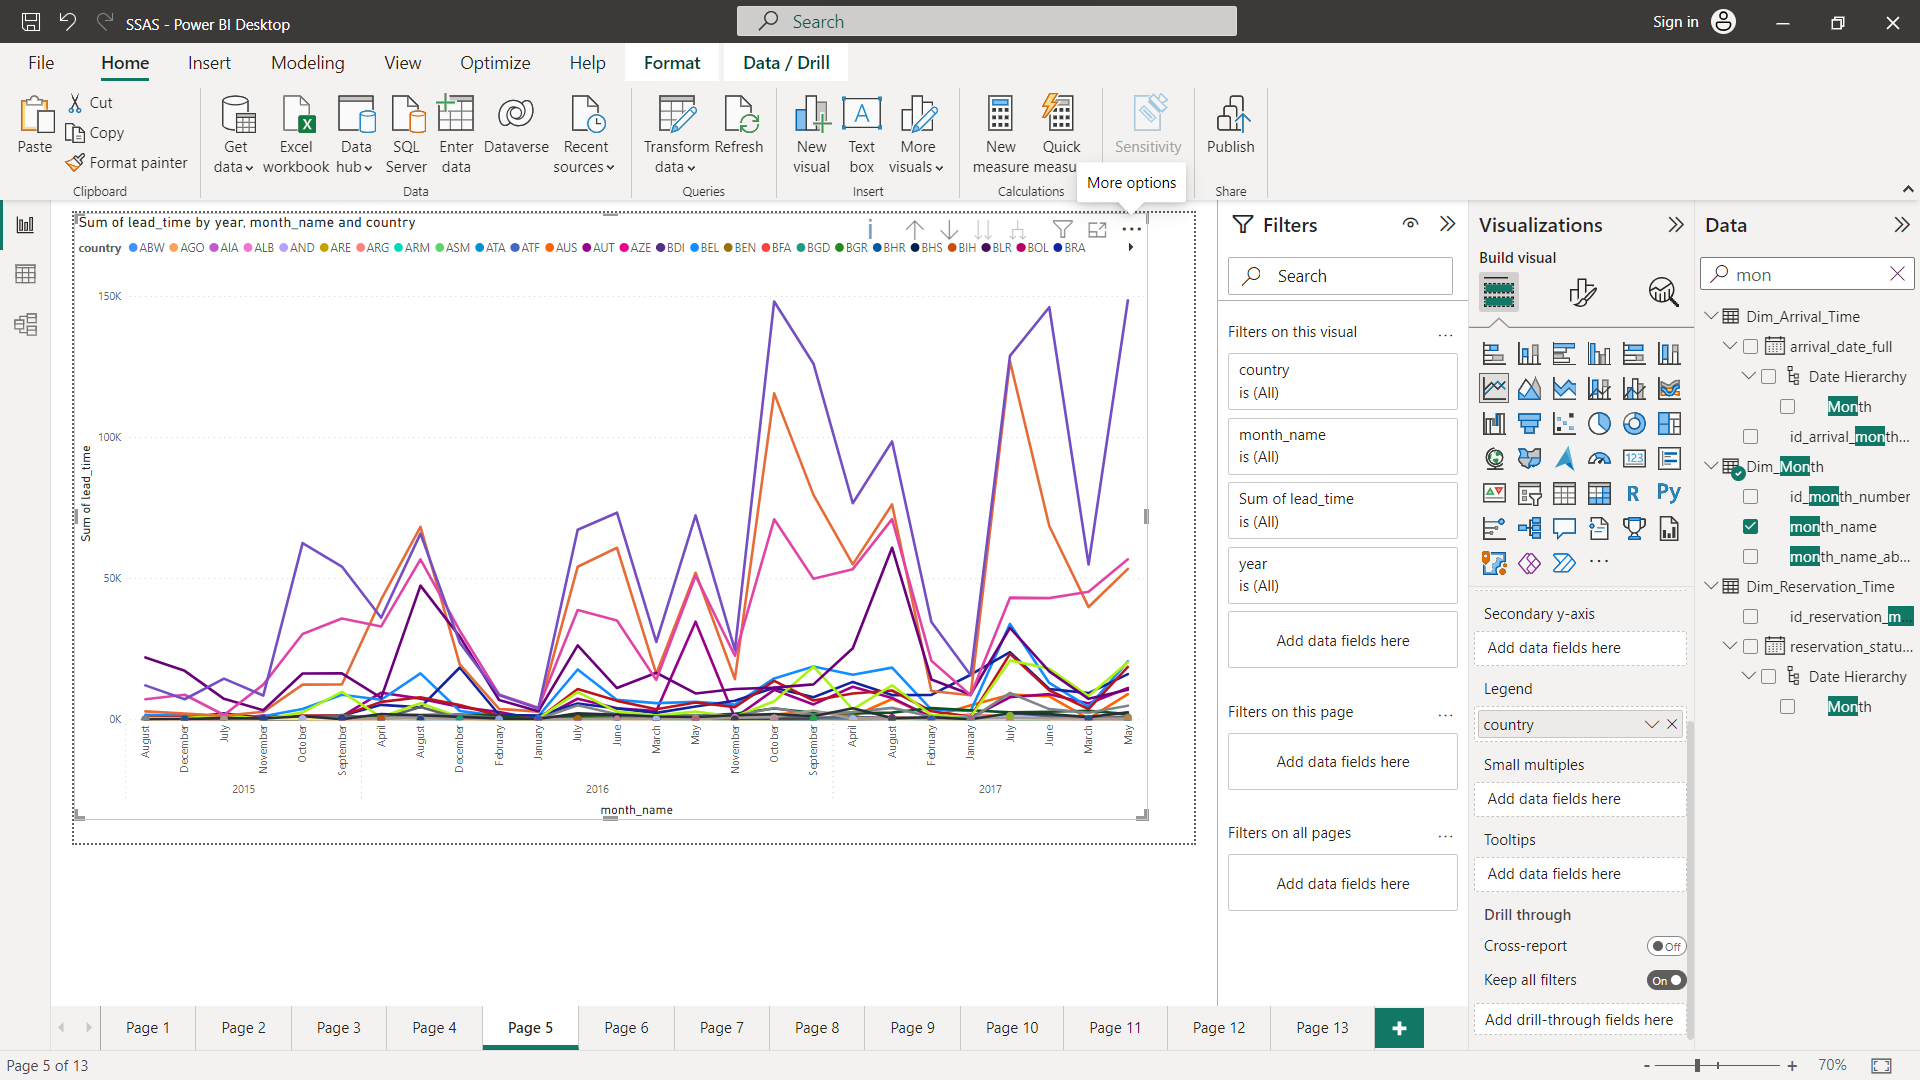 SSAS - Power BI Desktop
Search
Sign in
File Home Insert Modeling View Optimize Help Format Data / Drill
Paste
Cut
Copy
Format painter
Clipboard
Get data
Excel workbook
Data hub
SQL Server
Enter data
Dataverse
Recent sources
Data
Transform data
Refresh
Queries
New visual
Text box
More visuals
Insert
New measure
Quick measu
Calculations
Sensitivity
Publish
Share
More options
Sum of lead_time by year, month_name and country
country ABW AGO AIA ALB AND ARE ARG ARM ASM ATA ATF AUS AUT AZE BDI BEL BEN BFA BGD BGR BHR BHS BIH BLR BOL BRA
150K
100K
50K
0K
Sum of lead_time
August December July November October September April August December February January July June March May November October September April August February January July June March May
2015 2016 2017
month_name
Filters
Search
Filters on this visual
country
is (All)
month_name
is (All)
Sum of lead_time
is (All)
year
is (All)
Add data fields here
Filters on this page
Add data fields here
Filters on all pages
Add data fields here
Visualizations
Build visual
123
R
Py
Secondary y-axis
Add data fields here
Legend
country
Small multiples
Add data fields here
Tooltips
Add data fields here
Drill through
Cross-report
Off
Keep all filters
On
Add drill-through fields here
Data
mon
Dim_Arrival_Time
arrival_date_full
Date Hierarchy
Month
id_arrival_month...
Dim_Month
id_month_number
month_name
month_name_ab...
Dim_Reservation_Time
id_reservation_m...
reservation_statu...
Date Hierarchy
Month
Page 1 Page 2 Page 3 Page 4 Page 5 Page 6 Page 7 Page 8 Page 9 Page 10 Page 11 Page 12 Page 13
Page 5 of 13
- + 70%